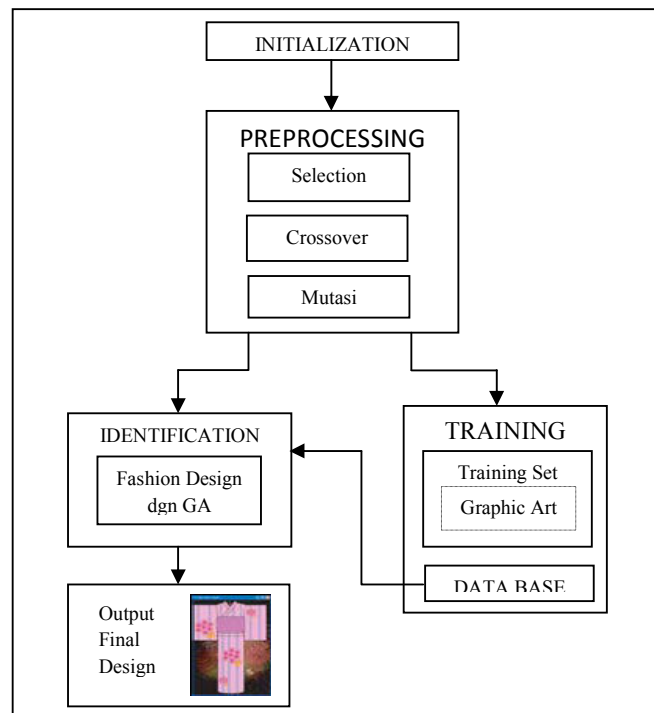 INITIALIZATION
PREPROCESSING
Selection
Crossover
Mutasi
IDENTIFICATION
Fashion Design
dgn GA
TRAINING
Training Set
Graphic Art
DATA BASE
Output
Final
Design